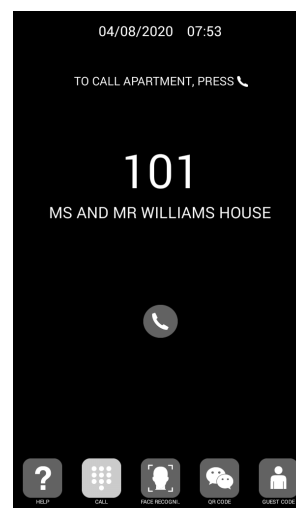 04/08/2020 07:53
TO CALL APARTMENT, PRESS
101
MS AND MR WILLIAMS HOUSE
HELP
CALL
FACE RECOGNI..
QR CODE
GUEST CODE